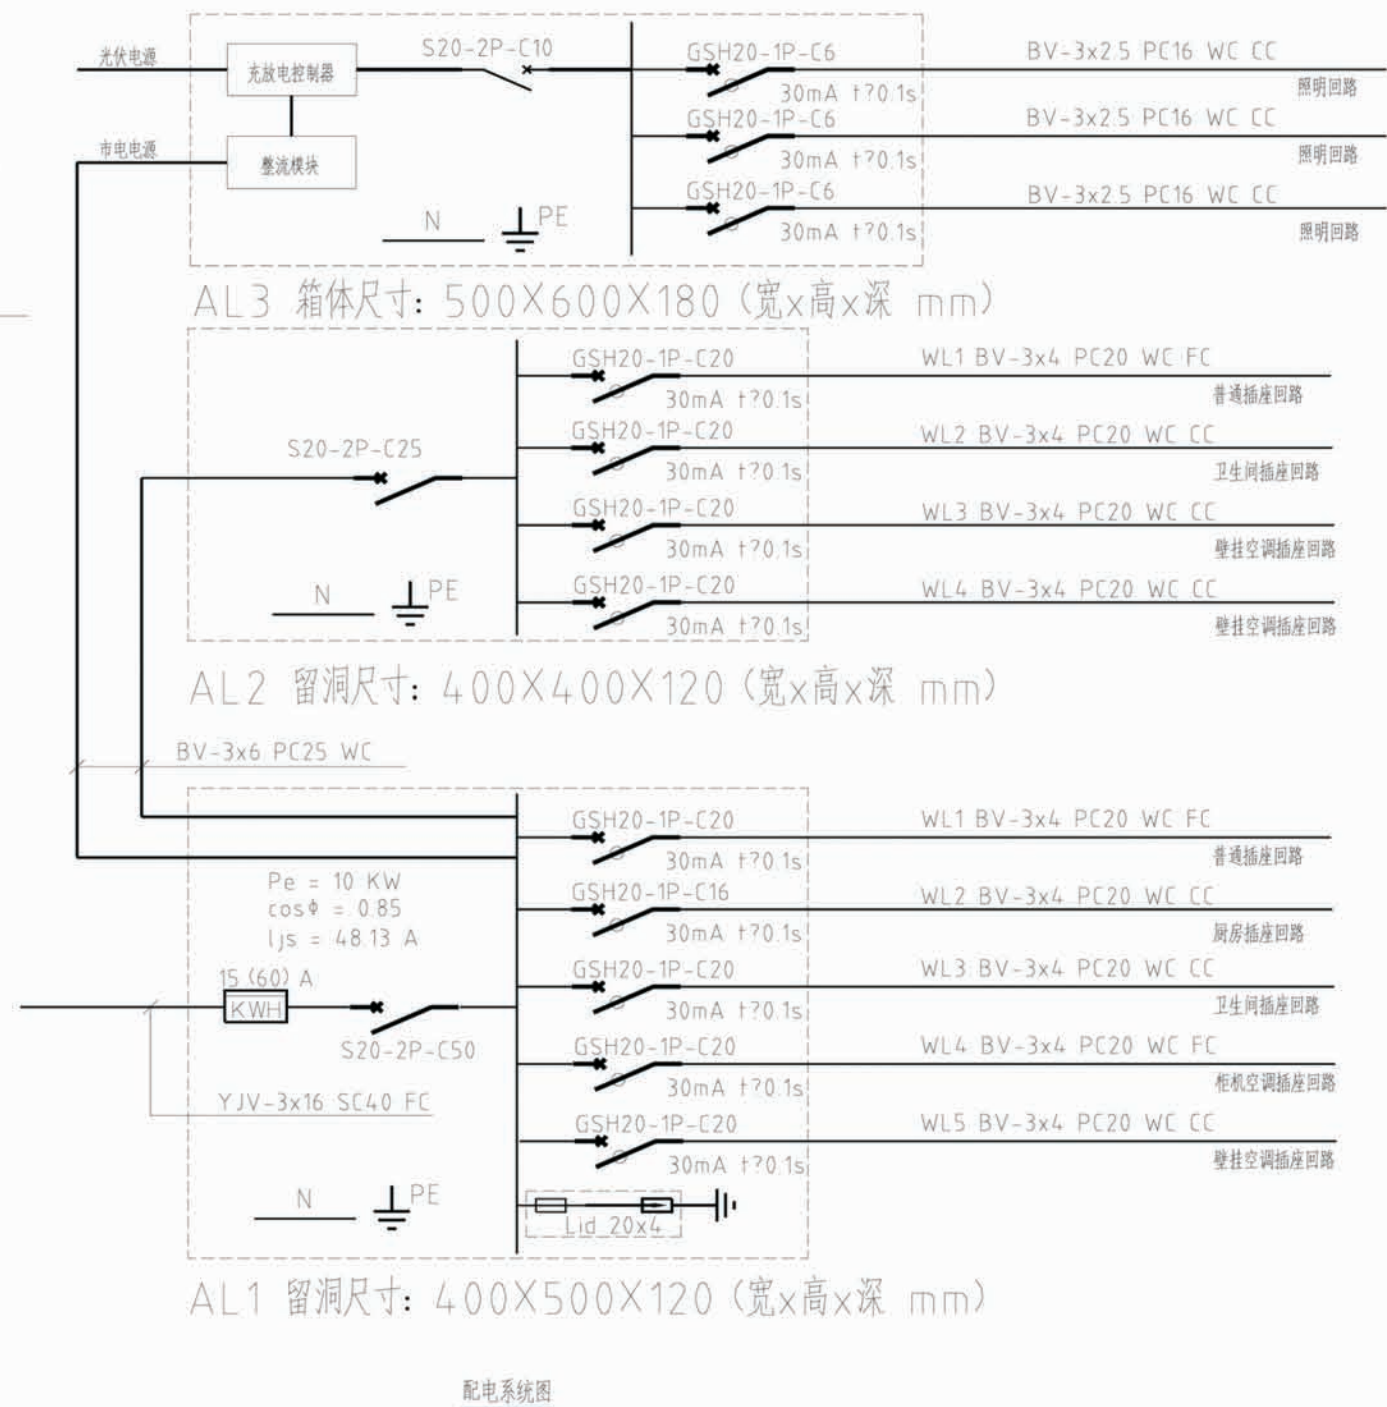 光伏电源
充放电控制器
S20-2P-C10
GSH20-1P-C6
BV-3x2.5 PC16 WC CC
30mA t?0.1s
照明回路
GSH20-1P-C6
BV-3x2.5 PC16 WC CC
市电电源
整流模块
30mA t?0.1s
照明回路
GSH20-1P-C6
BV-3x2.5 PC16 WC CC
N
PE
30mA t?0.1s
照明回路
AL3 箱体尺寸: 500X600X180 (宽x高x深 mm)
GSH20-1P-C20
WL1 BV-3x4 PC20 WC FC
30mA t?0.1s
普通插座回路
S20-2P-C25
GSH20-1P-C20
WL2 BV-3x4 PC20 WC CC
30mA t?0.1s
卫生间插座回路
GSH20-1P-C20
WL3 BV-3x4 PC20 WC CC
30mA t?0.1s
壁挂空调插座回路
N
PE
GSH20-1P-C20
WL4 BV-3x4 PC20 WC CC
30mA t?0.1s
壁挂空调插座回路
AL2 留洞尺寸: 400X400X120 (宽x高x深 mm)
BV-3x6 PC25 WC
GSH20-1P-C20
WL1 BV-3x4 PC20 WC FC
30mA t?0.1s
普通插座回路
Pe = 10 KW
cosΦ = 0.85
Ijs = 48.13 A
GSH20-1P-C16
WL2 BV-3x4 PC20 WC CC
30mA t?0.1s
厨房插座回路
15 (60) A
KWH
S20-2P-C50
GSH20-1P-C20
WL3 BV-3x4 PC20 WC CC
30mA t?0.1s
卫生间插座回路
GSH20-1P-C20
WL4 BV-3x4 PC20 WC FC
30mA t?0.1s
柜机空调插座回路
YJV-3x16 SC40 FC
GSH20-1P-C20
WL5 BV-3x4 PC20 WC CC
30mA t?0.1s
壁挂空调插座回路
N
PE
Lid 20x4
AL1 留洞尺寸: 400X500X120 (宽x高x深 mm)
配电系统图